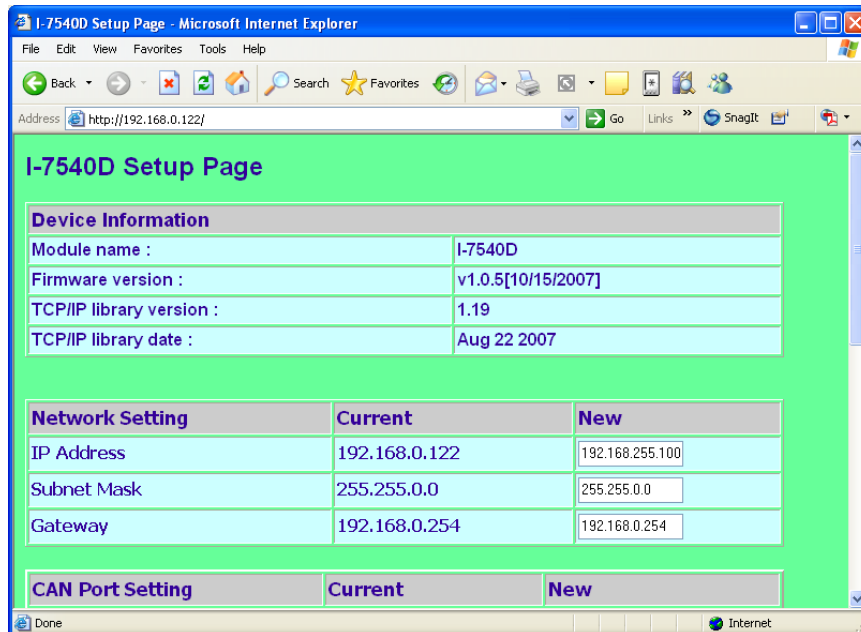 I-7540D Setup Page - Microsoft Internet Explorer
File Edit View Favorites Tools Help
Back Search Favorites
Address http://192.168.0.122/ Go Links » SnagIt
I-7540D Setup Page
Device Information
Module name : I-7540D
Firmware version : v1.0.5[10/15/2007]
TCP/IP library version : 1.19
TCP/IP library date : Aug 22 2007
Network Setting Current New
IP Address 192.168.0.122 192.168.255.100
Subnet Mask 255.255.0.0 255.255.0.0
Gateway 192.168.0.254 192.168.0.254
CAN Port Setting Current New
Done Internet